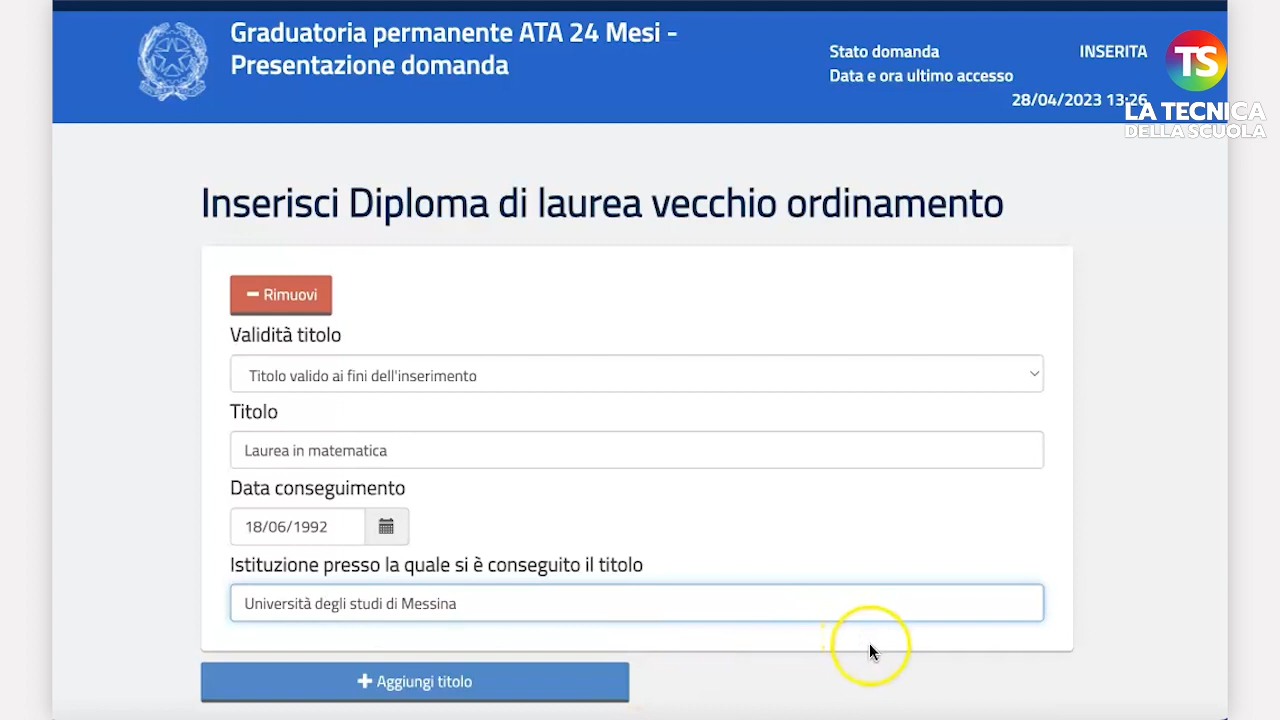 Graduatoria permanente ATA 24 Mesi -
Presentazione domanda
Stato domanda INSERITA
Data e ora ultimo accesso
28/04/2023 13:26
TS
LA TECNICA
DELLA SCUOLA
Inserisci Diploma di laurea vecchio ordinamento
Rimuovi
Validità titolo
Titolo valido ai fini dell'inserimento
Titolo
Laurea in matematica
Data conseguimento
18/06/1992
Istituzione presso la quale si è conseguito il titolo
Università degli studi di Messina
+ Aggiungi titolo